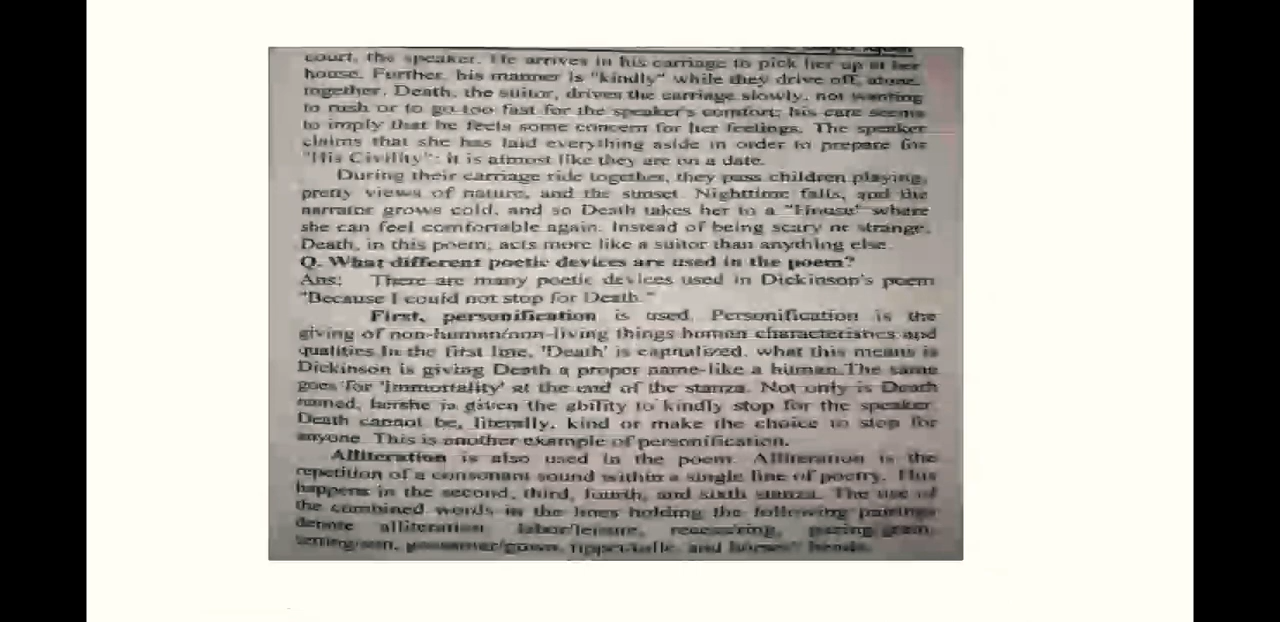 court, the speaker. He arrives in his carriage to pick her up at her
house. Further, his manner is "kindly" while they drive off, alone,
together. Death, the suitor, drives the carriage slowly, not wanting
to rush or to go too fast for the speaker's comfort; his care seems
to imply that he feels some concern for her feelings. The speaker
claims that she has laid everything aside in order to prepare for
"His Civility"; it is almost like they are on a date.
During their carriage ride together, they pass children playing,
pretty views of nature, and the sunset. Nighttime falls, and the
narrator grows cold, and so Death takes her to a "House" where
she can feel comfortable again. Instead of being scary or strange,
Death, in this poem, acts more like a suitor than anything else.
Q. What different poetic devices are used in the poem?
Ans: There are many poetic devices used in Dickinson's poem
"Because I could not stop for Death."
First, personification is used. Personification is the
giving of non-human/non-living things human characteristics and
qualities In the first line, 'Death' is capitalized, what this means is
Dickinson is giving Death a proper name-like a human. The same
goes for 'Immortality' at the end of the stanza. Not only is Death
named, he/she is given the ability to kindly stop for the speaker.
Death cannot be, literally, kind or make the choice to stop for
anyone. This is another example of personification.
Alliteration is also used in the poem. Alliteration is the
repetition of a consonant sound within a single line of poetry. This
happens in the second, third, fourth, and sixth stanza. The use of
the combined words in the lines holding the following pairings
denote alliteration labor/leisure, recess/ring, gazing grain,
setting/sun, gossamer/gown, tippet/tulle, and horses' heads.